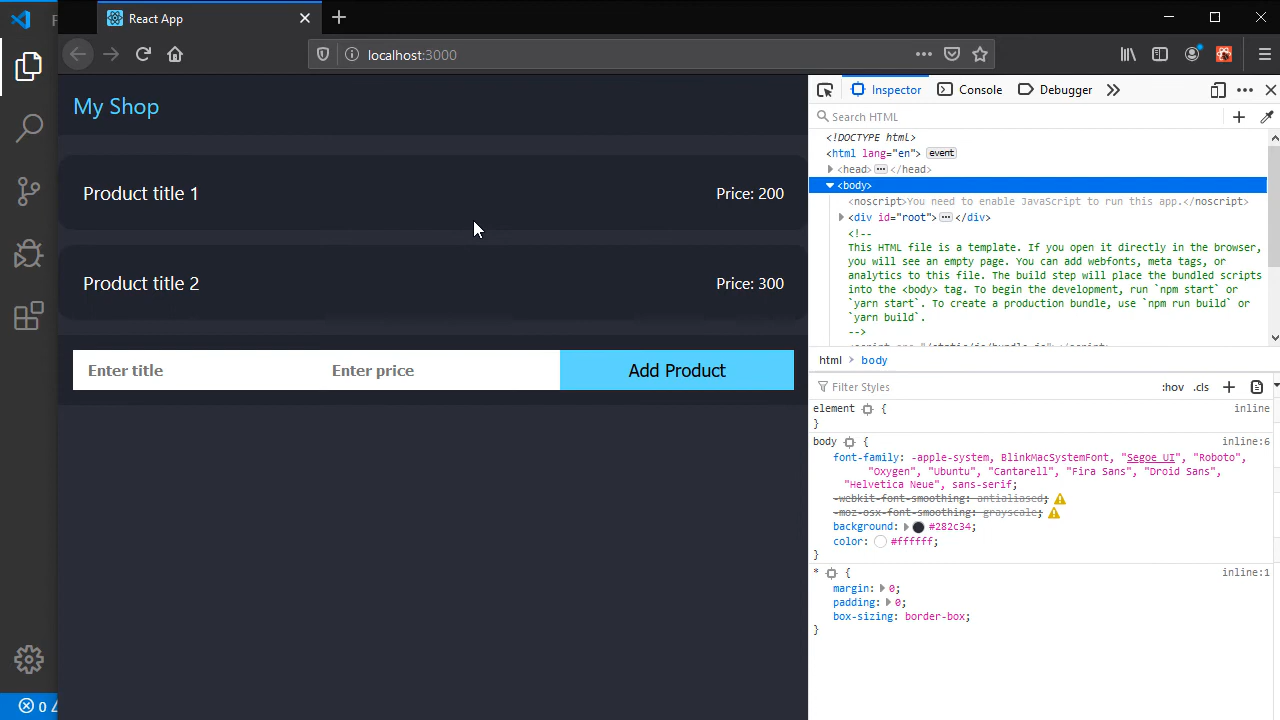 React App
localhost:3000
My Shop
Product title 1
Price: 200
Product title 2
Price: 300
Enter title
Enter price
Add Product
Inspector
Console
Debugger
Search HTML
<!DOCTYPE html>
<html lang="en"> event
<head> ••• </head>
<body>
<noscript>You need to enable JavaScript to run this app.</noscript>
<div id="root"> ••• </div>
<!--
This HTML file is a template. If you open it directly in the browser,
you will see an empty page. You can add webfonts, meta tags, or
analytics to this file. The build step will place the bundled scripts
into the <body> tag. To begin the development, run `npm start` or
`yarn start`. To create a production bundle, use `npm run build` or
`yarn build`.
-->
<script src="/static/js/bundle.js"></script>
html > body
Filter Styles
:hov .cls
element { inline
}
body { inline:6
font-family: -apple-system, BlinkMacSystemFont, "Segoe UI", "Roboto",
"Oxygen", "Ubuntu", "Cantarell", "Fira Sans", "Droid Sans",
"Helvetica Neue", sans-serif;
-webkit-font-smoothing: antialiased;
-moz-osx-font-smoothing: grayscale;
background: #282c34;
color: #ffffff;
}
* { inline:1
margin: 0;
padding: 0;
box-sizing: border-box;
}
0